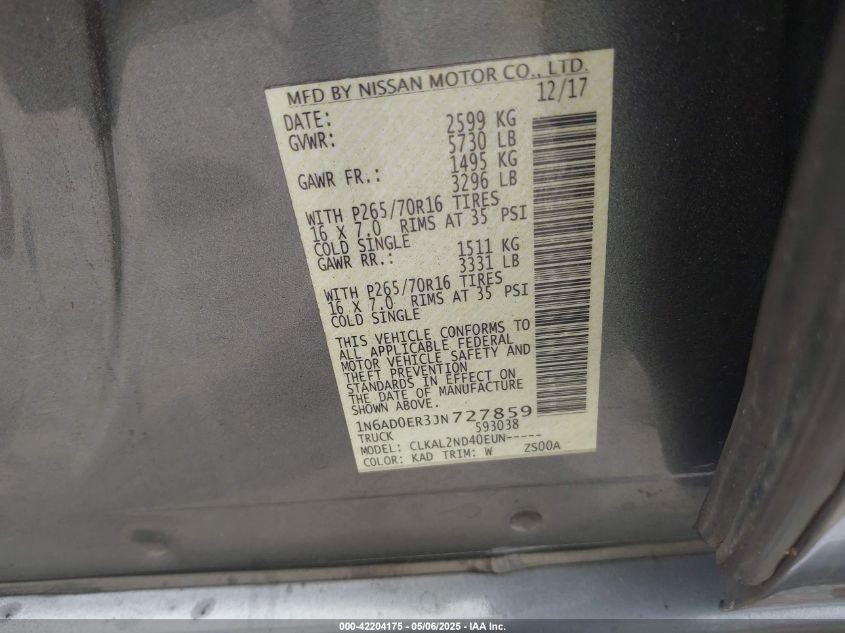 MFD BY NISSAN MOTOR CO., LTD.
DATE: 12/17
GVWR: 2599 KG
5730 LB
GAWR FR.: 1495 KG
3296 LB
WITH P265/70R16 TIRES
16 X 7.0 RIMS AT 35 PSI
COLD SINGLE
GAWR RR.: 1511 KG
3331 LB
WITH P265/70R16 TIRES
16 X 7.0 RIMS AT 35 PSI
COLD SINGLE
THIS VEHICLE CONFORMS TO
ALL APPLICABLE FEDERAL
MOTOR VEHICLE SAFETY AND
THEFT PREVENTION
STANDARDS IN EFFECT ON
THE DATE OF MANUFACTURE
SHOWN ABOVE.
1N6AD0ER3JN727859
TRUCK 593038
MODEL: CLKAL2ND40EUN-----
COLOR: KAD TRIM: W ZS00A
000-42204175 - 05/06/2025 - IAA Inc.